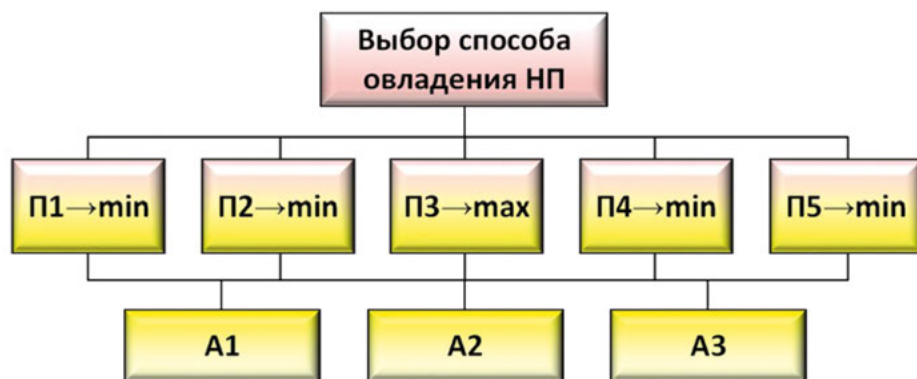 Выбор способа
овладения НП
П1→min
П2→min
П3→max
П4→min
П5→min
А1
А2
А3